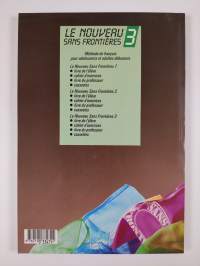 LE NOUVEAU
SANS FRONTIÈRES 3
Méthode de français
pour adolescents et adultes débutants
Le Nouveau Sans Frontières 1
• livre de l'élève
• cahier d'exercices
• livre du professeur
• cassettes
Le Nouveau Sans Frontières 2
• livre de l'élève
• cahier d'exercices
• livre du professeur
• cassettes
Le Nouveau Sans Frontières 3
• livre de l'élève
• cahier d'exercices
• livre du professeur
• cassettes
SANS